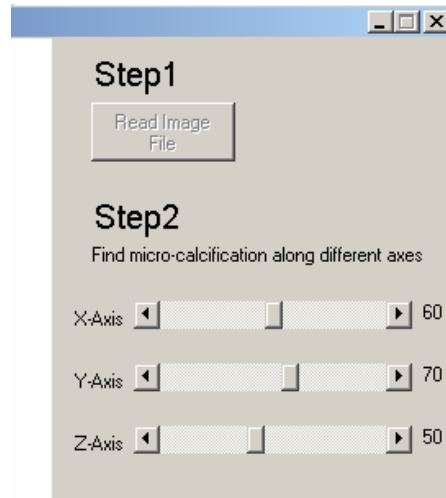 Step1
Read Image
File
Step2
Find micro-calcification along different axes
X-Axis 60
Y-Axis 70
Z-Axis 50